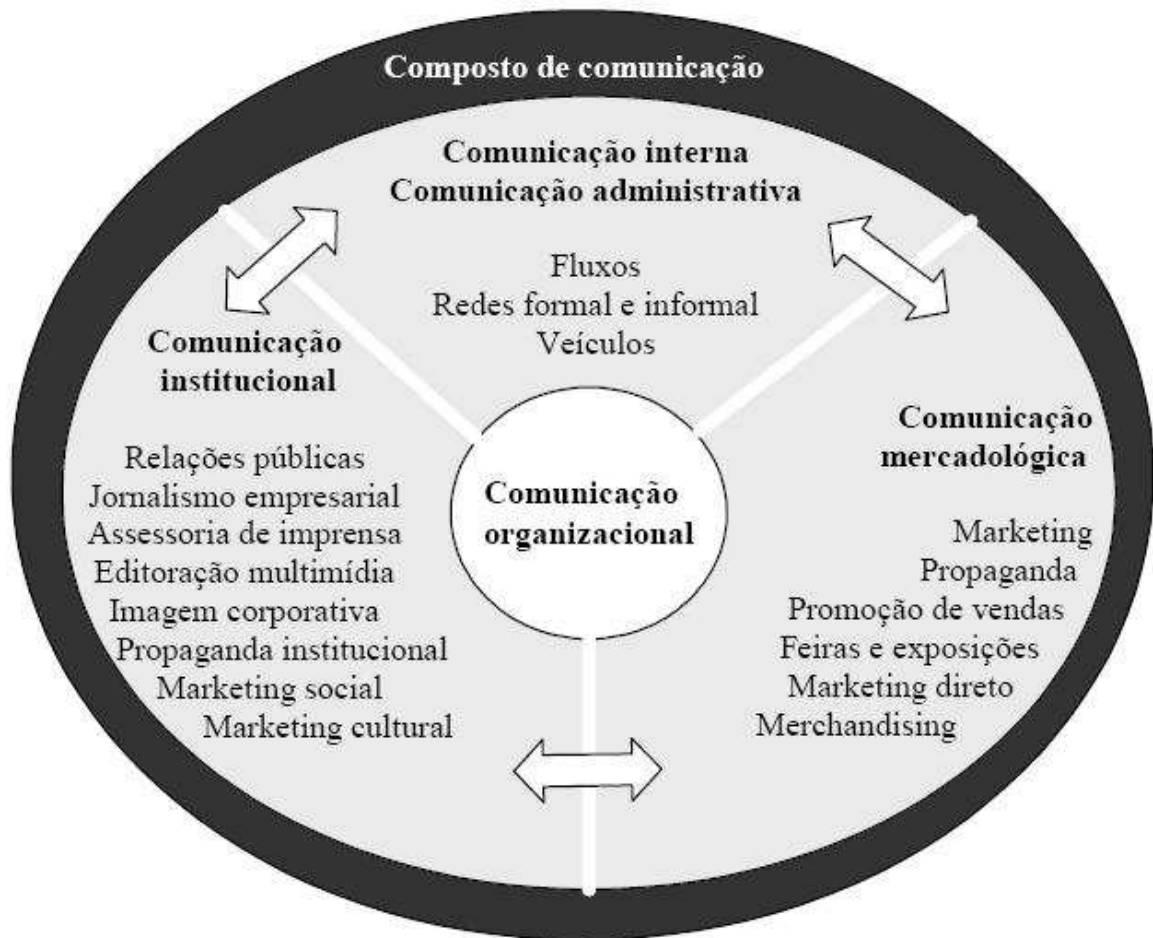 Composto de comunicação
Comunicação interna
Comunicação administrativa
Fluxos
Redes formal e informal
Veículos
Comunicação
institucional
Relações públicas
Jornalismo empresarial
Assessoria de imprensa
Editoração multimídia
Imagem corporativa
Propaganda institucional
Marketing social
Marketing cultural
Comunicação
organizacional
Comunicação
mercadológica
Marketing
Propaganda
Promoção de vendas
Feiras e exposições
Marketing direto
Merchandising